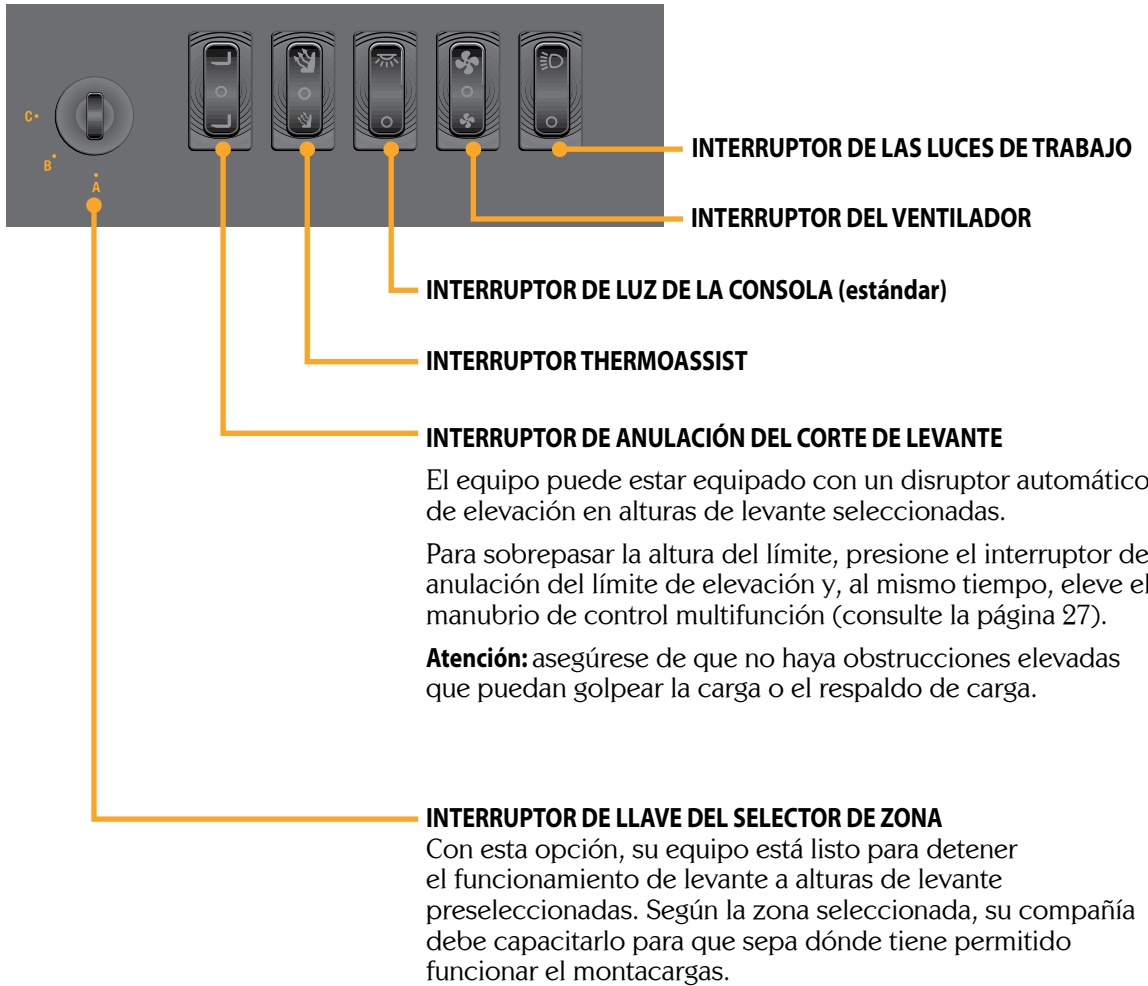 C
B
A
INTERRUPTOR DE LAS LUCES DE TRABAJO
INTERRUPTOR DEL VENTILADOR
INTERRUPTOR DE LUZ DE LA CONSOLA (estándar)
INTERRUPTOR THERMOASSIST
INTERRUPTOR DE ANULACIÓN DEL CORTE DE LEVANTE
El equipo puede estar equipado con un disruptor automático
de elevación en alturas de levante seleccionadas.
Para sobrepasar la altura del límite, presione el interruptor de
anulación del límite de elevación y, al mismo tiempo, eleve el
manubrio de control multifunción (consulte la página 27).
Atención: asegúrese de que no haya obstrucciones elevadas
que puedan golpear la carga o el respaldo de carga.
INTERRUPTOR DE LLAVE DEL SELECTOR DE ZONA
Con esta opción, su equipo está listo para detener
el funcionamiento de levante a alturas de levante
preseleccionadas. Según la zona seleccionada, su compañía
debe capacitarlo para que sepa dónde tiene permitido
funcionar el montacargas.